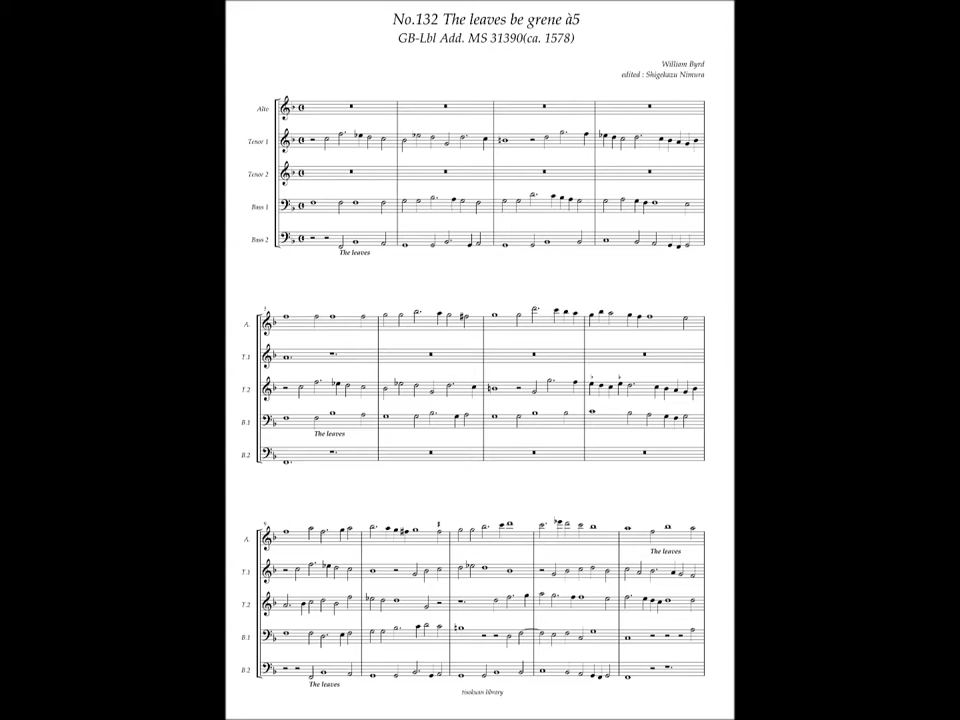 No.132 The leaves be grene à5
GB-Lbl Add. MS 31390(ca. 1578)
William Byrd
edited : Shigekazu Nimura
Alto
Tenor 1
Tenor 2
Bass 1
Bass 2
The leaves
5
A.
T.1
T.2
B.1
The leaves
B.2
9
A.
The leaves
T.1
T.2
B.1
B.2
The leaves